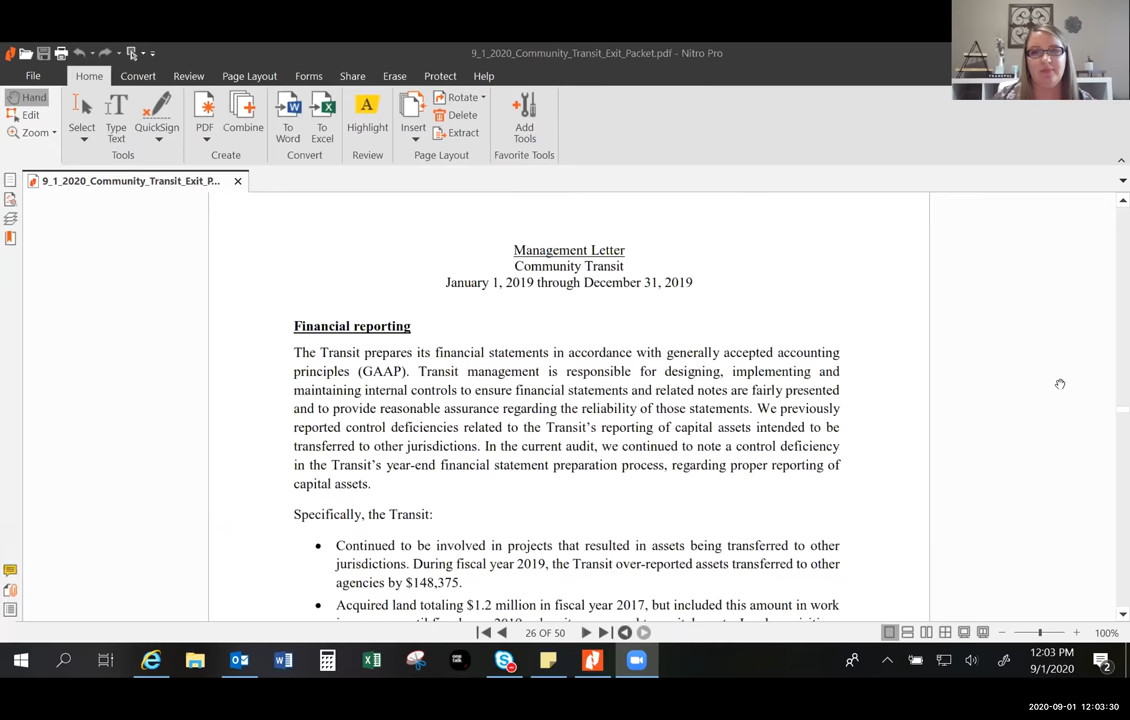 9_1_2020_Community_Transit_Exit_Packet.pdf - Nitro Pro
File Home Convert Review Page Layout Forms Share Erase Protect Help
Hand
Edit
Zoom
Select
Type Text
QuickSign
Tools
PDF
Combine
Create
To Word
To Excel
Convert
Highlight
Review
Insert
Rotate
Delete
Extract
Page Layout
Add Tools
Favorite Tools
9_1_2020_Community_Transit_Exit_P...
Management Letter
Community Transit
January 1, 2019 through December 31, 2019
Financial reporting
The Transit prepares its financial statements in accordance with generally accepted accounting
principles (GAAP). Transit management is responsible for designing, implementing and
maintaining internal controls to ensure financial statements and related notes are fairly presented
and to provide reasonable assurance regarding the reliability of those statements. We previously
reported control deficiencies related to the Transit's reporting of capital assets intended to be
transferred to other jurisdictions. In the current audit, we continued to note a control deficiency
in the Transit's year-end financial statement preparation process, regarding proper reporting of
capital assets.
Specifically, the Transit:
• Continued to be involved in projects that resulted in assets being transferred to other
jurisdictions. During fiscal year 2019, the Transit over-reported assets transferred to other
agencies by $148,375.
• Acquired land totaling $1.2 million in fiscal year 2017, but included this amount in work
26 OF 50
100%
12:03 PM
9/1/2020
2
2020-09-01 12:03:30